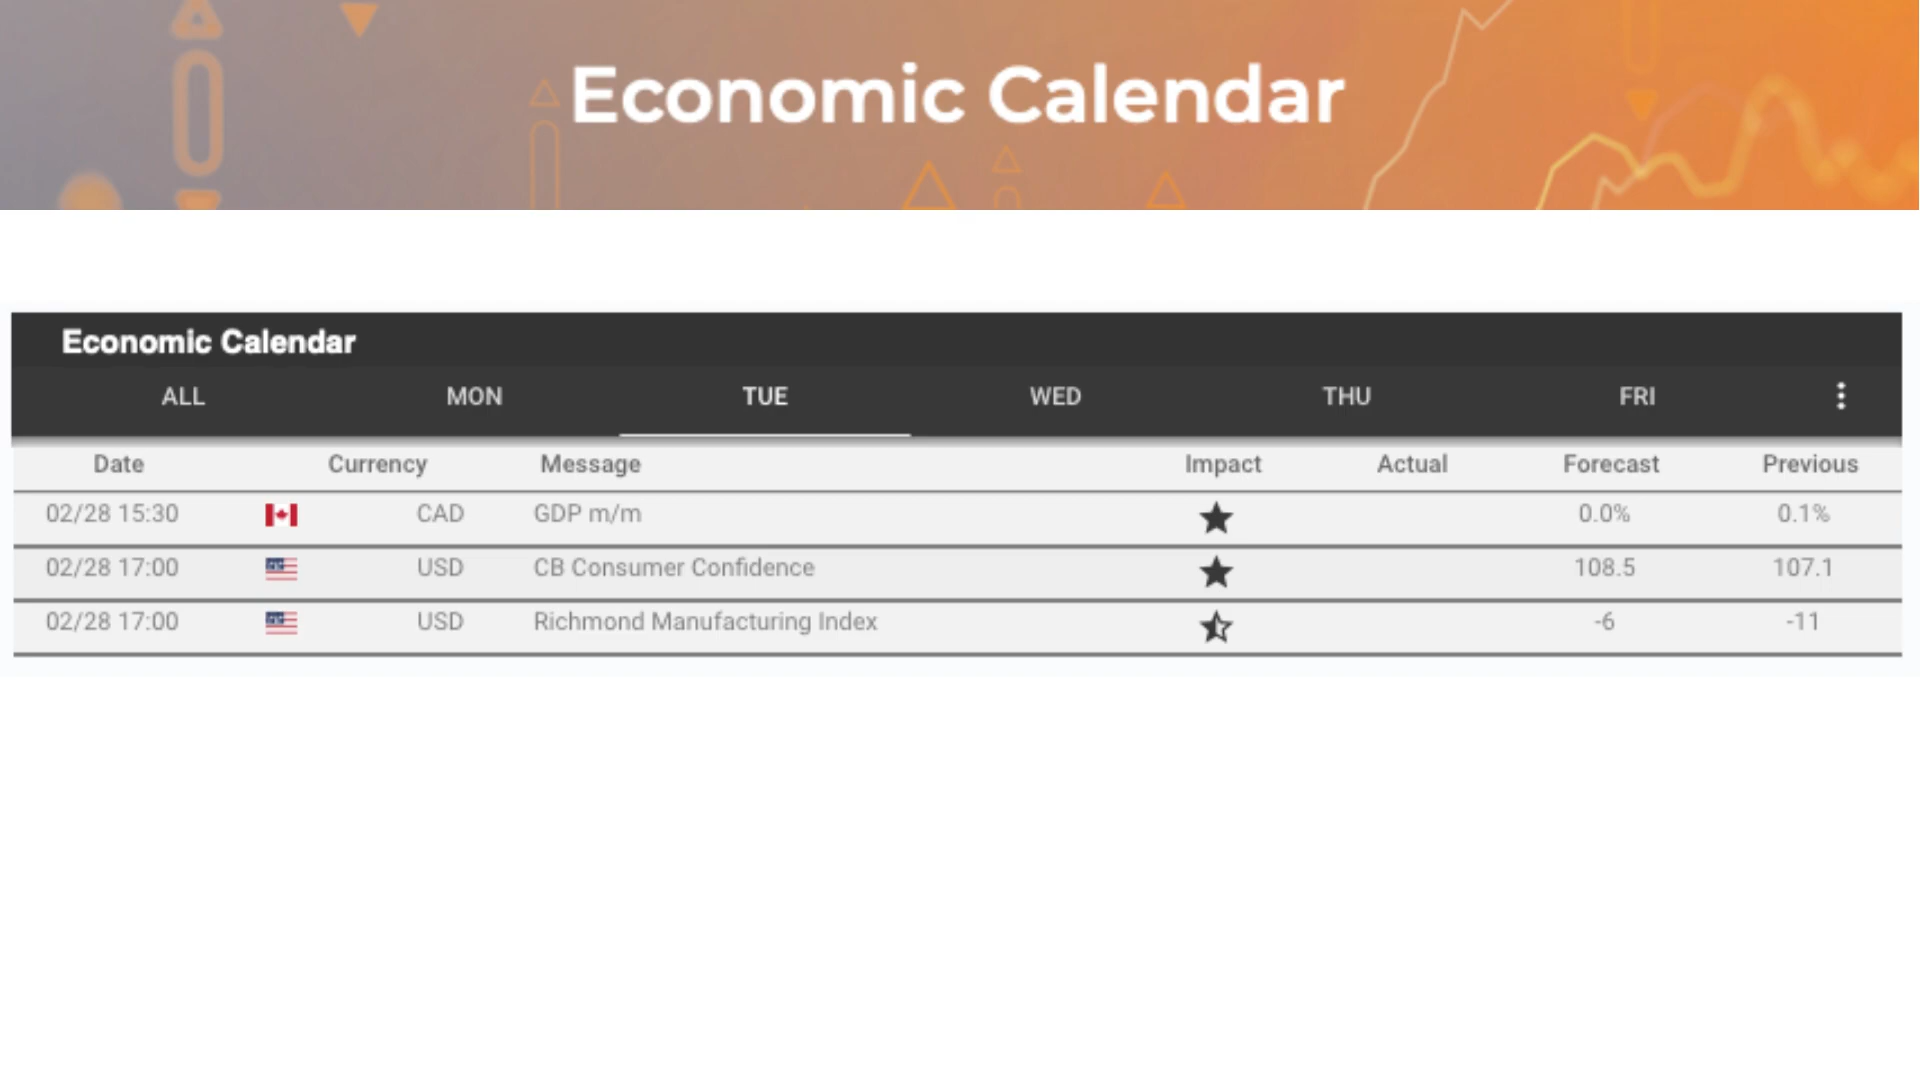 Economic Calendar
Economic Calendar
ALL MON TUE WED THU FRI
Date Currency Message Impact Actual Forecast Previous
02/28 15:30 CAD GDP m/m 0.0% 0.1%
02/28 17:00 USD CB Consumer Confidence 108.5 107.1
02/28 17:00 USD Richmond Manufacturing Index -6 -11